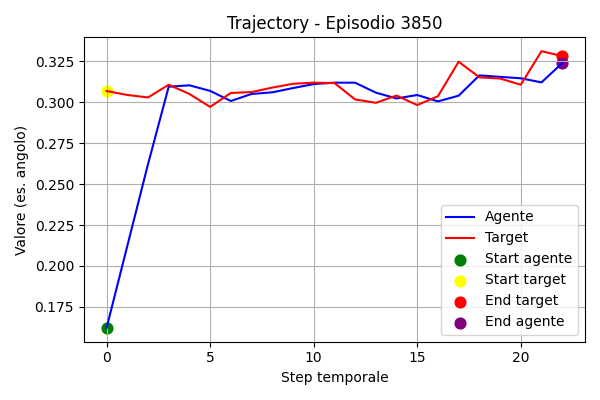 Trajectory - Episodio 3850
Valore (es. angolo)
0.325
0.300
0.275
0.250
0.225
0.200
0.175
0
5
10
15
20
Step temporale
Agente
Target
Start agente
Start target
End target
End agente